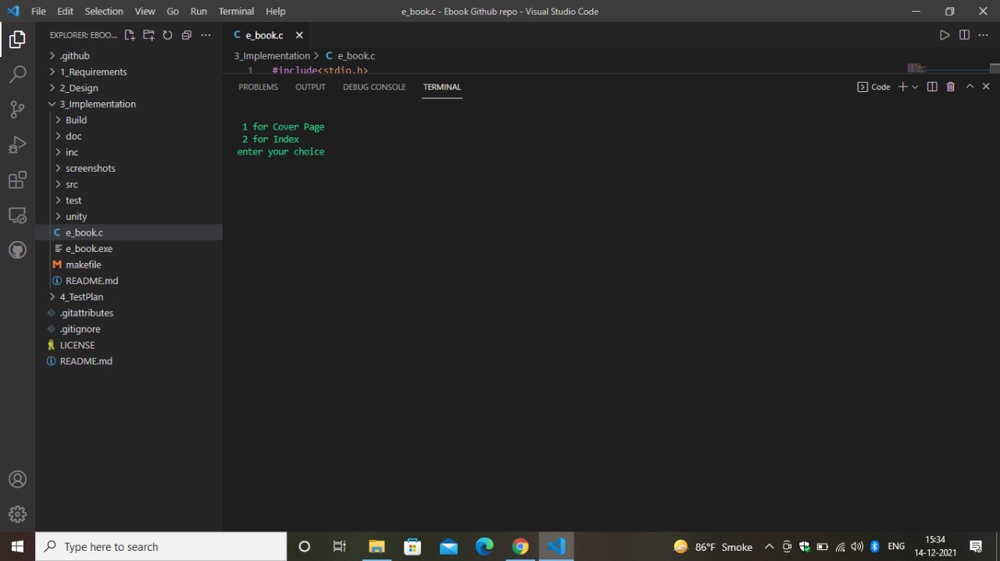 File Edit Selection View Go Run Terminal Help
e_book.c - Ebook Github repo - Visual Studio Code
EXPLORER: EBOO...
.github
1_Requirements
2_Design
3_Implementation
Build
doc
inc
screenshots
src
test
unity
C e_book.c
e_book.exe
M makefile
README.md
4_TestPlan
.gitattributes
.gitignore
LICENSE
README.md
C e_book.c
3_Implementation > C e_book.c
1 #include<stdio.h>
PROBLEMS OUTPUT DEBUG CONSOLE TERMINAL
Code
1 for Cover Page
2 for Index
enter your choice
Type here to search
86°F Smoke
ENG
15:34
14-12-2021